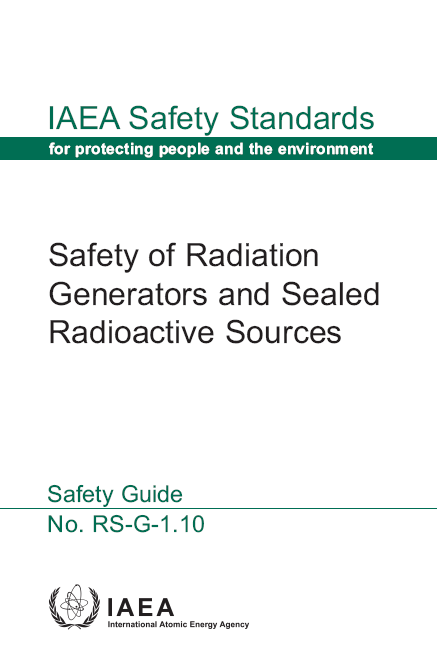 IAEA Safety Standards
for protecting people and the environment
Safety of Radiation
Generators and Sealed
Radioactive Sources
Safety Guide
No. RS-G-1.10
IAEA
International Atomic Energy Agency